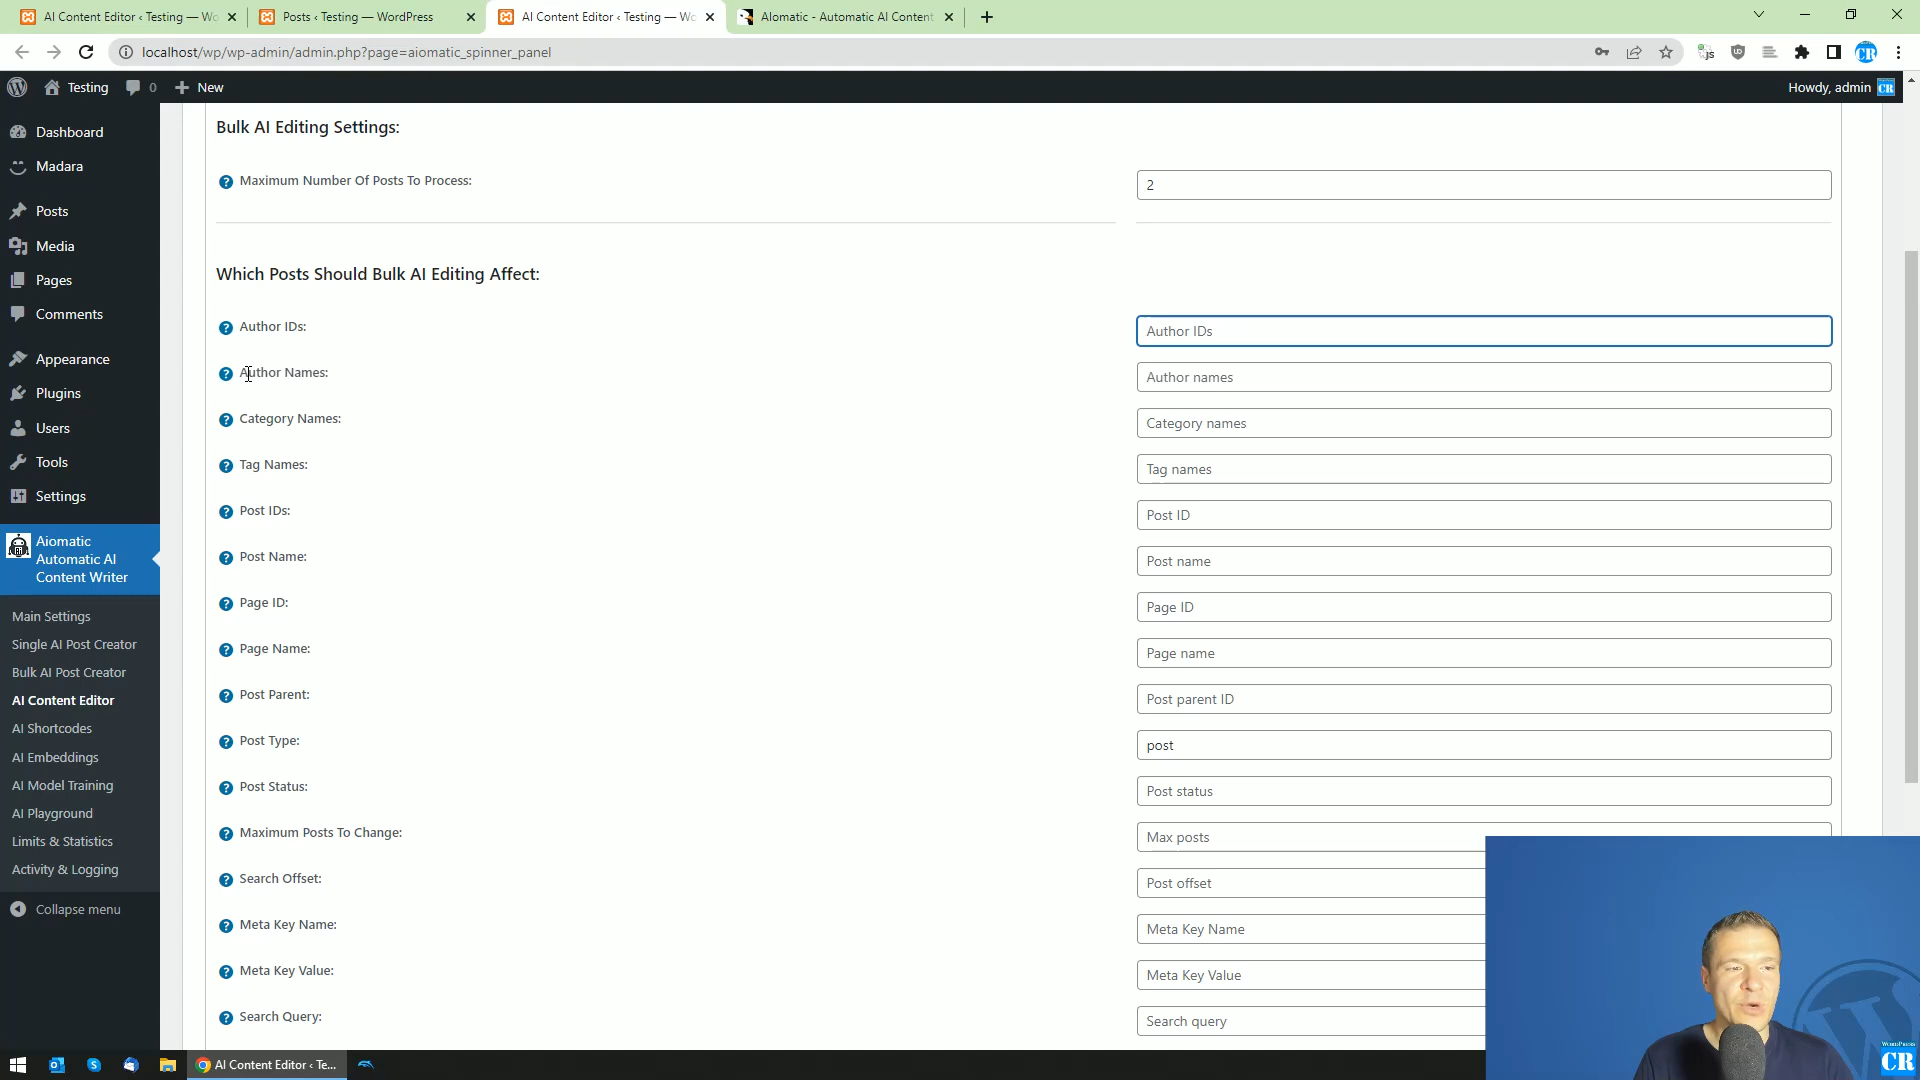 AI Content Editor ‹ Testing — Wo
Posts ‹ Testing — WordPress
AI Content Editor ‹ Testing — Wo
AIomatic - Automatic AI Content
localhost/wp/wp-admin/admin.php?page=aiomatic_spinner_panel
Testing
0
New
Howdy, admin
CR
Dashboard
Madara
Posts
Media
Pages
Comments
Appearance
Plugins
Users
Tools
Settings
Aiomatic
Automatic AI
Content Writer
Main Settings
Single AI Post Creator
Bulk AI Post Creator
AI Content Editor
AI Shortcodes
AI Embeddings
AI Model Training
AI Playground
Limits & Statistics
Activity & Logging
Collapse menu
Bulk AI Editing Settings:
Maximum Number Of Posts To Process:
2
Which Posts Should Bulk AI Editing Affect:
Author IDs:
Author IDs
Author Names:
Author names
Category Names:
Category names
Tag Names:
Tag names
Post IDs:
Post ID
Post Name:
Post name
Page ID:
Page ID
Page Name:
Page name
Post Parent:
Post parent ID
Post Type:
post
Post Status:
Post status
Maximum Posts To Change:
Max posts
Search Offset:
Post offset
Meta Key Name:
Meta Key Name
Meta Key Value:
Meta Key Value
Search Query:
Search query
AI Content Editor ‹ Te...
WORDPRESS
CR